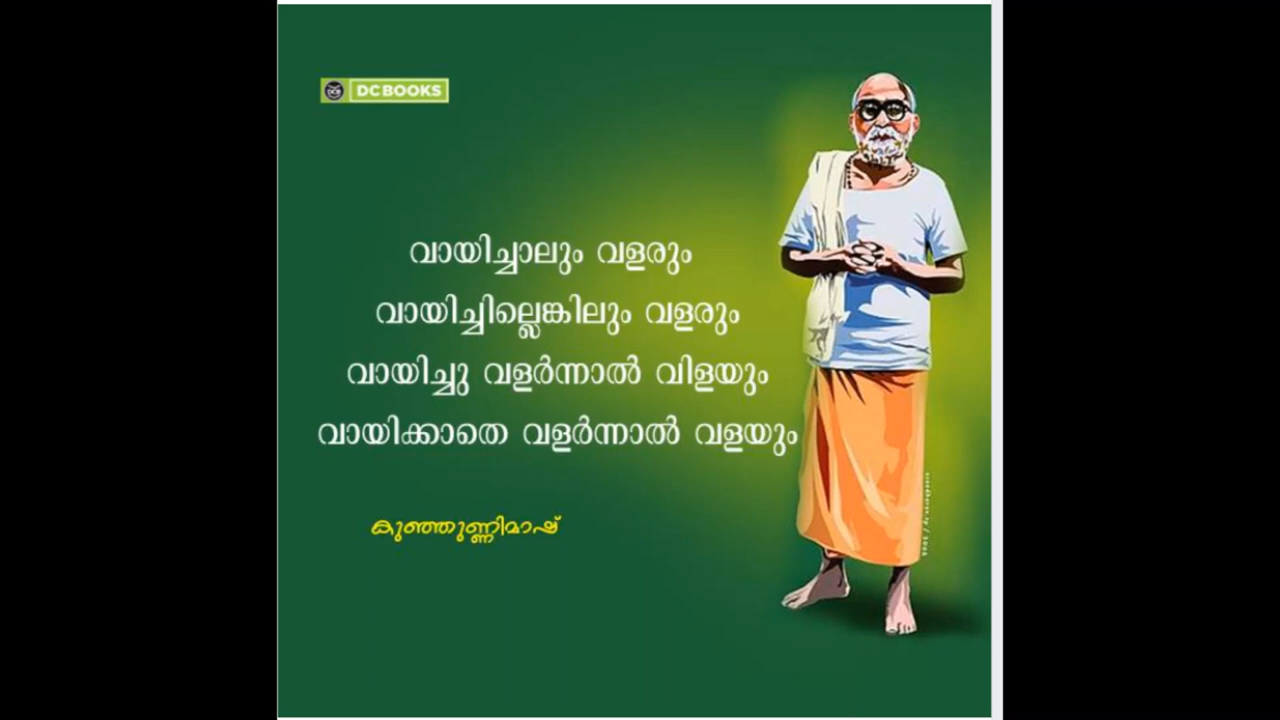 DC BOOKS
വായിച്ചാലും വളരും
വായിച്ചില്ലെങ്കിലും വളരും
വായിച്ചു വളർന്നാൽ വിളയും
വായിക്കാതെ വളർന്നാൽ വളയും
കുഞ്ഞുണ്ണിമാഷ്